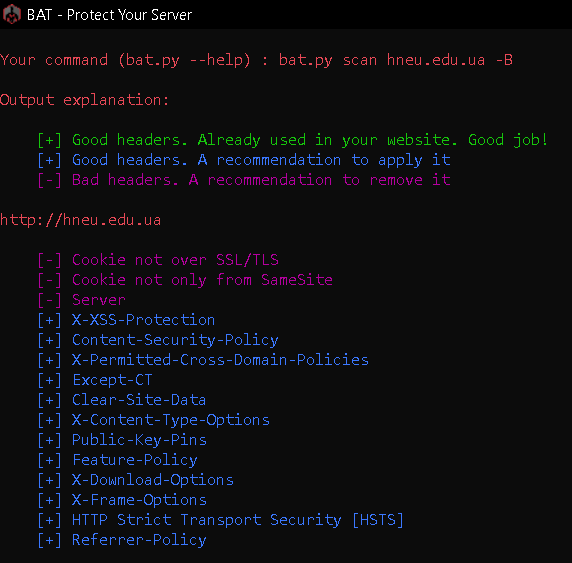 BAT - Protect Your Server
Your command (bat.py --help) : bat.py scan hneu.edu.ua -B
Output explanation:
[+] Good headers. Already used in your website. Good job!
[+] Good headers. A recommendation to apply it
[-] Bad headers. A recommendation to remove it
http://hneu.edu.ua
[-] Cookie not over SSL/TLS
[-] Cookie not only from SameSite
[-] Server
[+] X-XSS-Protection
[+] Content-Security-Policy
[+] X-Permitted-Cross-Domain-Policies
[+] Except-CT
[+] Clear-Site-Data
[+] X-Content-Type-Options
[+] Public-Key-Pins
[+] Feature-Policy
[+] X-Download-Options
[+] X-Frame-Options
[+] HTTP Strict Transport Security [HSTS]
[+] Referrer-Policy